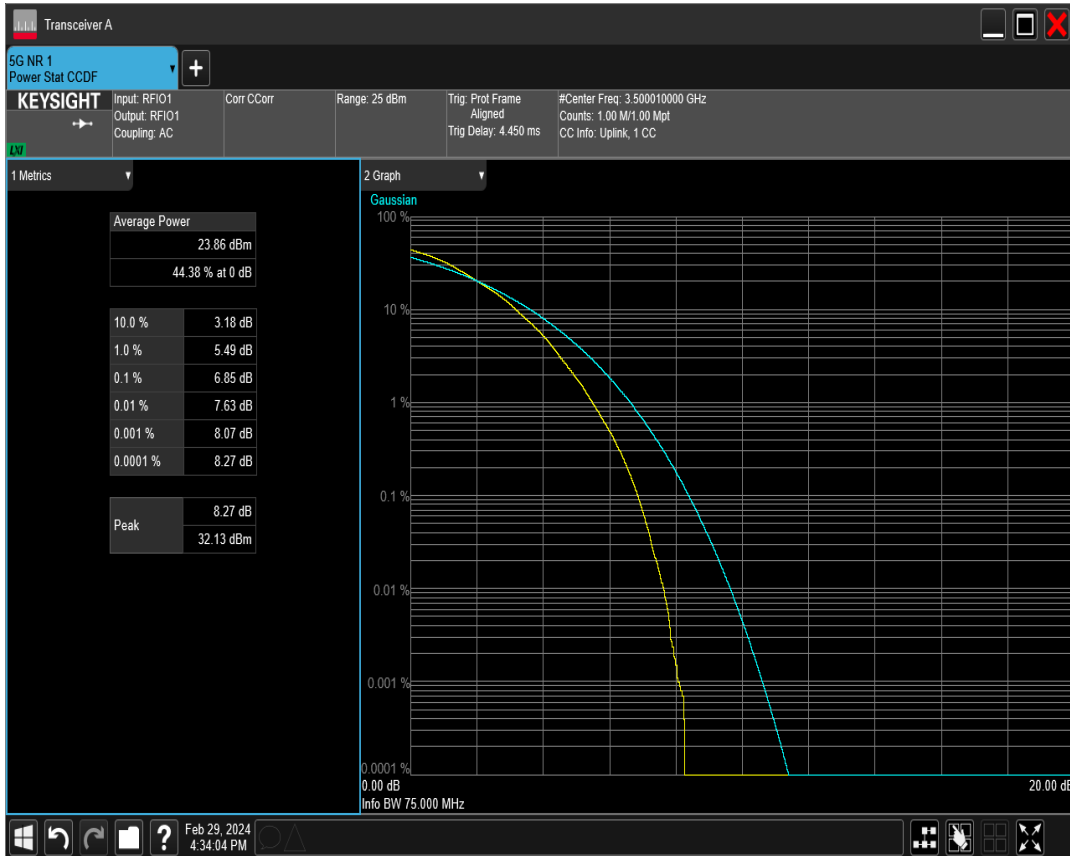 Transceiver A
5G NR 1
Power Stat CCDF
KEYSIGHT
LXI
Input: RFIO1
Output: RFIO1
Coupling: AC
Corr CCorr
Range: 25 dBm
Trig: Prot Frame
Aligned
Trig Delay: 4.450 ms
#Center Freq: 3.500010000 GHz
Counts: 1.00 M/1.00 Mpt
CC Info: Uplink, 1 CC
1 Metrics
Average Power
23.86 dBm
44.38 % at 0 dB
10.0 % 3.18 dB
1.0 % 5.49 dB
0.1 % 6.85 dB
0.01 % 7.63 dB
0.001 % 8.07 dB
0.0001 % 8.27 dB
Peak
8.27 dB
32.13 dBm
2 Graph
Gaussian
100 %
10 %
1 %
0.1 %
0.01 %
0.001 %
0.0001 %
0.00 dB 20.00 dB
Info BW 75.000 MHz
?
Feb 29, 2024
4:34:04 PM